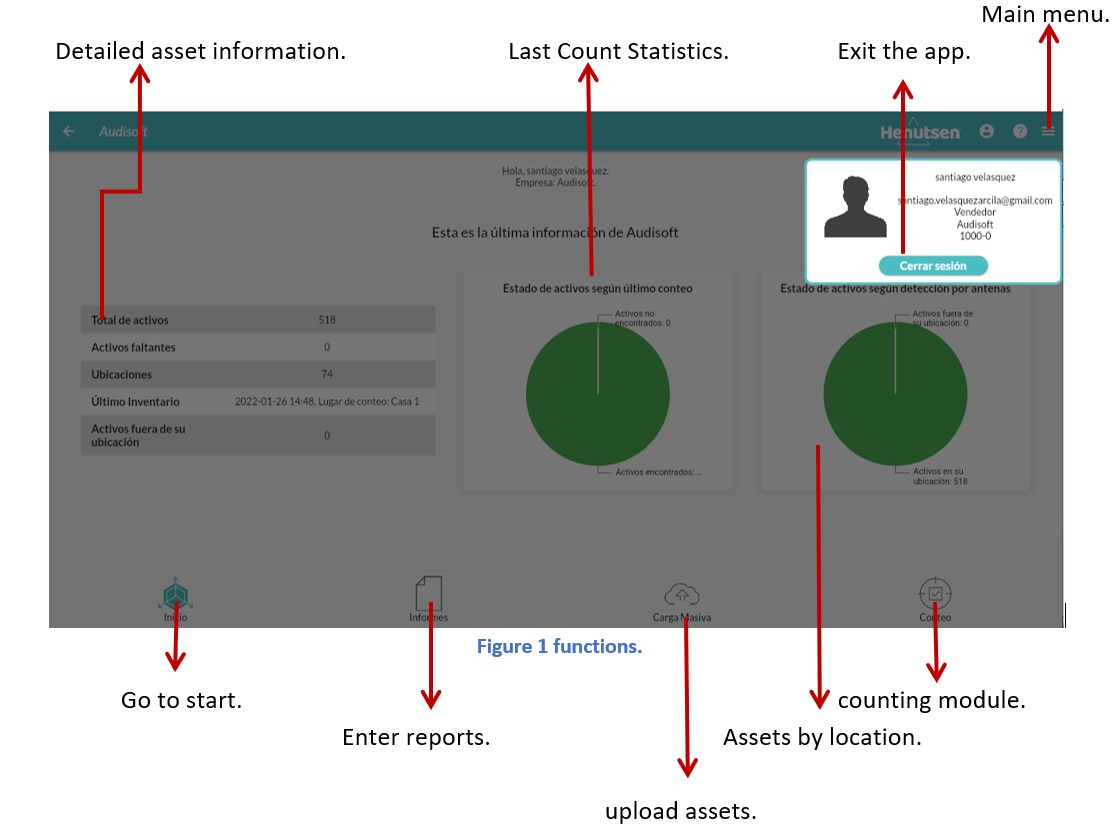 Main menu.
Detailed asset information.
Last Count Statistics.
Exit the app.
Audisoft
Henutsen
Hola, santiago velasquez.
Empresa: Audisoft.
santiago velasquez
santiago.velasquezarcila@gmail.com
Vendedor
Audisoft
1000-0
Cerrar sesión
Esta es la última información de Audisoft
Estado de activos según último conteo
Estado de activos según detección por antenas
Total de activos 518
Activos faltantes 0
Ubicaciones 74
Último Inventario 2022-01-26 14:48, Lugar de conteo: Casa 1
Activos fuera de su
ubicación 0
Activos no
encontrados: 0
Activos encontrados: ...
Activos fuera de
su ubicación: 0
Activos en su
ubicación: 518
Inicio
Informes
Carga Masiva
Conteo
Figure 1 functions.
Go to start.
Enter reports.
upload assets.
Assets by location.
counting module.